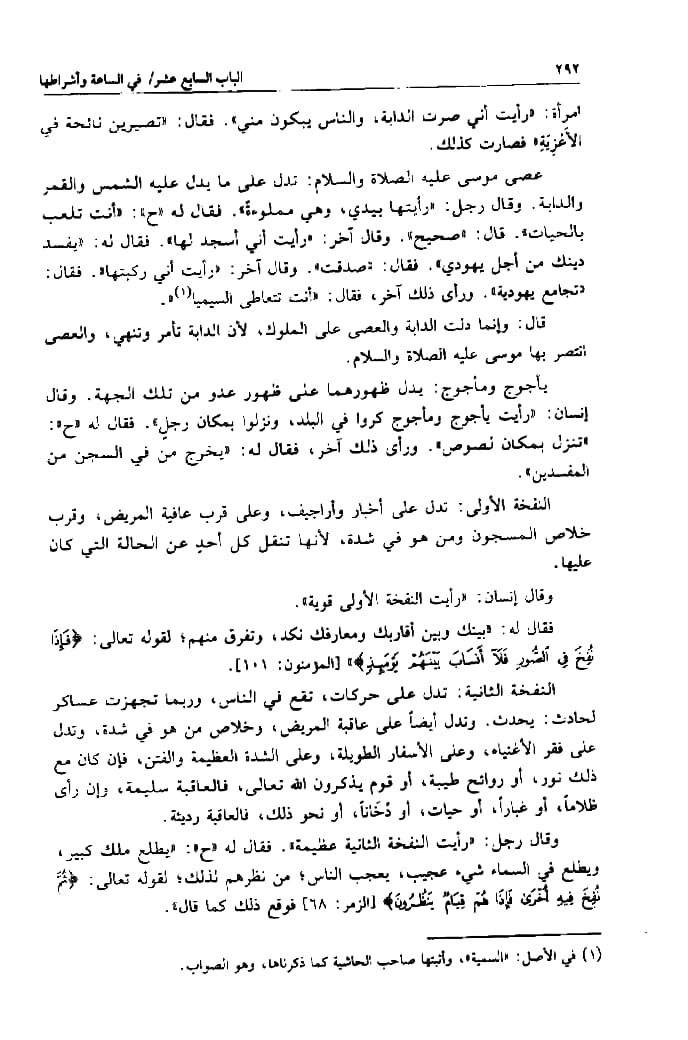 ٢٩٢ الباب السابع عشر/ في الساعة وأشراطها
امرأة: «رأيت أني صرت الدابة، والناس يبكون مني». فقال: «تصيرين نائحة في
الأَعْزِيَةِ» فصارت كذلك.
عصى موسى عليه الصلاة والسلام: تدل على ما يدل عليه الشمس والقمر
والدابة. وقال رجل: «رأيتها بيدي، وهي مملوءةً». فقال له «ح»: «أنت تلعب
بالحيات». قال: «صحيح». وقال آخر: «رأيت أني أسجد لها». فقال له: «يفسد
دينك من أجل يهودي». فقال: «صدقت». وقال آخر: «رأيت أني ركبتها». فقال:
«تجامع يهودية». ورأى ذلك آخر، فقال: «أنت تتعاطى السيميا(١)».
قال: وإنما دلت الدابة والعصى على الملوك، لأن الدابة تأمر وتنهي، والعصى
انتصر بها موسى عليه الصلاة والسلام.
يأجوج ومأجوج: يدل ظهورهما على ظهور عدو من تلك الجهة. وقال
إنسان: «رأيت يأجوج ومأجوج كروا في البلد، ونزلوا بمكان رجلٍ». فقال له «ح»:
«تنزل بمكان لصوص». ورأى ذلك آخر، فقال له: «يخرج من في السجن من
المفسدين».
النفخة الأولى: تدل على أخبار وأراجيف، وعلى قرب عافية المريض، وقرب
خلاص المسجون ومن هو في شدة، لأنها تنقل كل أحدٍ عن الحالة التي كان
عليها.
وقال إنسان: «رأيت النفخة الأولى قوية».
فقال له: «بينك وبين أقاربك ومعارفك نكد، وتفرق منهم؛ لقوله تعالى: ﴿فَإِذَا
نُفِخَ فِي ٱلصُّورِ فَلَآ أَنسَابَ بَيْنَهُمْ يَوْمَئِذٍ﴾» [المؤمنون: ١٠١].
النفخة الثانية: تدل على حركات، تقع في الناس، وربما تجهزت عساكر
لحادث: يحدث. وتدل أيضاً على عاقبة المريض، وخلاص من هو في شدة، وتدل
على فقر الأغنياء، وعلى الأسفار الطويلة، وعلى الشدة العظيمة والفتن، فإن كان مع
ذلك نور، أو روائح طيبة، أو قوم يذكرون الله تعالى، فالعاقبة سليمة، وإن رأى
ظلاماً، أو غباراً، أو حيات، أو دُخَاناً، أو نحو ذلك، فالعاقبة رديئة.
وقال رجل: «رأيت النفخة الثانية عظيمة». فقال له «ح»: «يطلع ملك كبير،
ويطلع في السماء شيء عجيب، يعجب الناس؛ من نظرهم لذلك؛ لقوله تعالى: ﴿ثُمَّ
نُفِخَ فِيهِ أُخْرَىٰ فَإِذَا هُمْ قِيَامٌ يَنظُرُونَ﴾ [الزمر: ٦٨] فوقع ذلك كما قال».
(١) في الأصل: «السمية»، وأثبتها صاحب الحاشية كما ذكرناها، وهو الصواب.